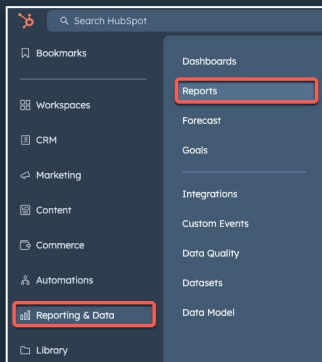 Search HubSpot
Bookmarks
Workspaces
CRM
Marketing
Content
Commerce
Automations
Reporting & Data
Library
Dashboards
Reports
Forecast
Goals
Integrations
Custom Events
Data Quality
Datasets
Data Model